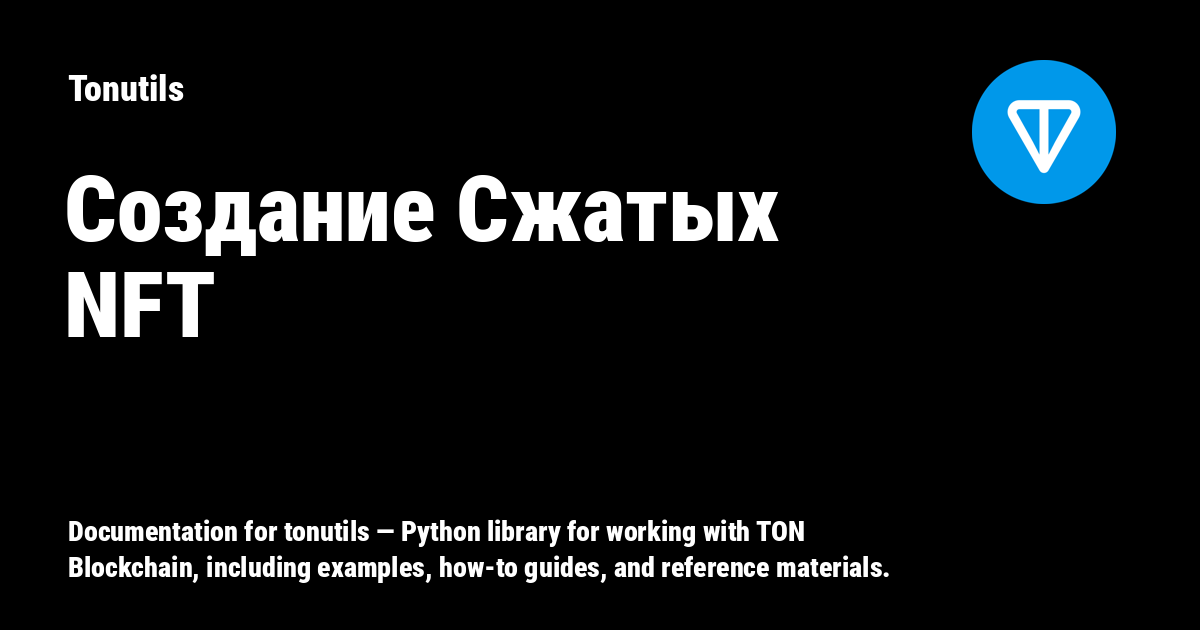 Tonutils
Создание Сжатых
NFT
Documentation for tonutils — Python library for working with TON
Blockchain, including examples, how-to guides, and reference materials.